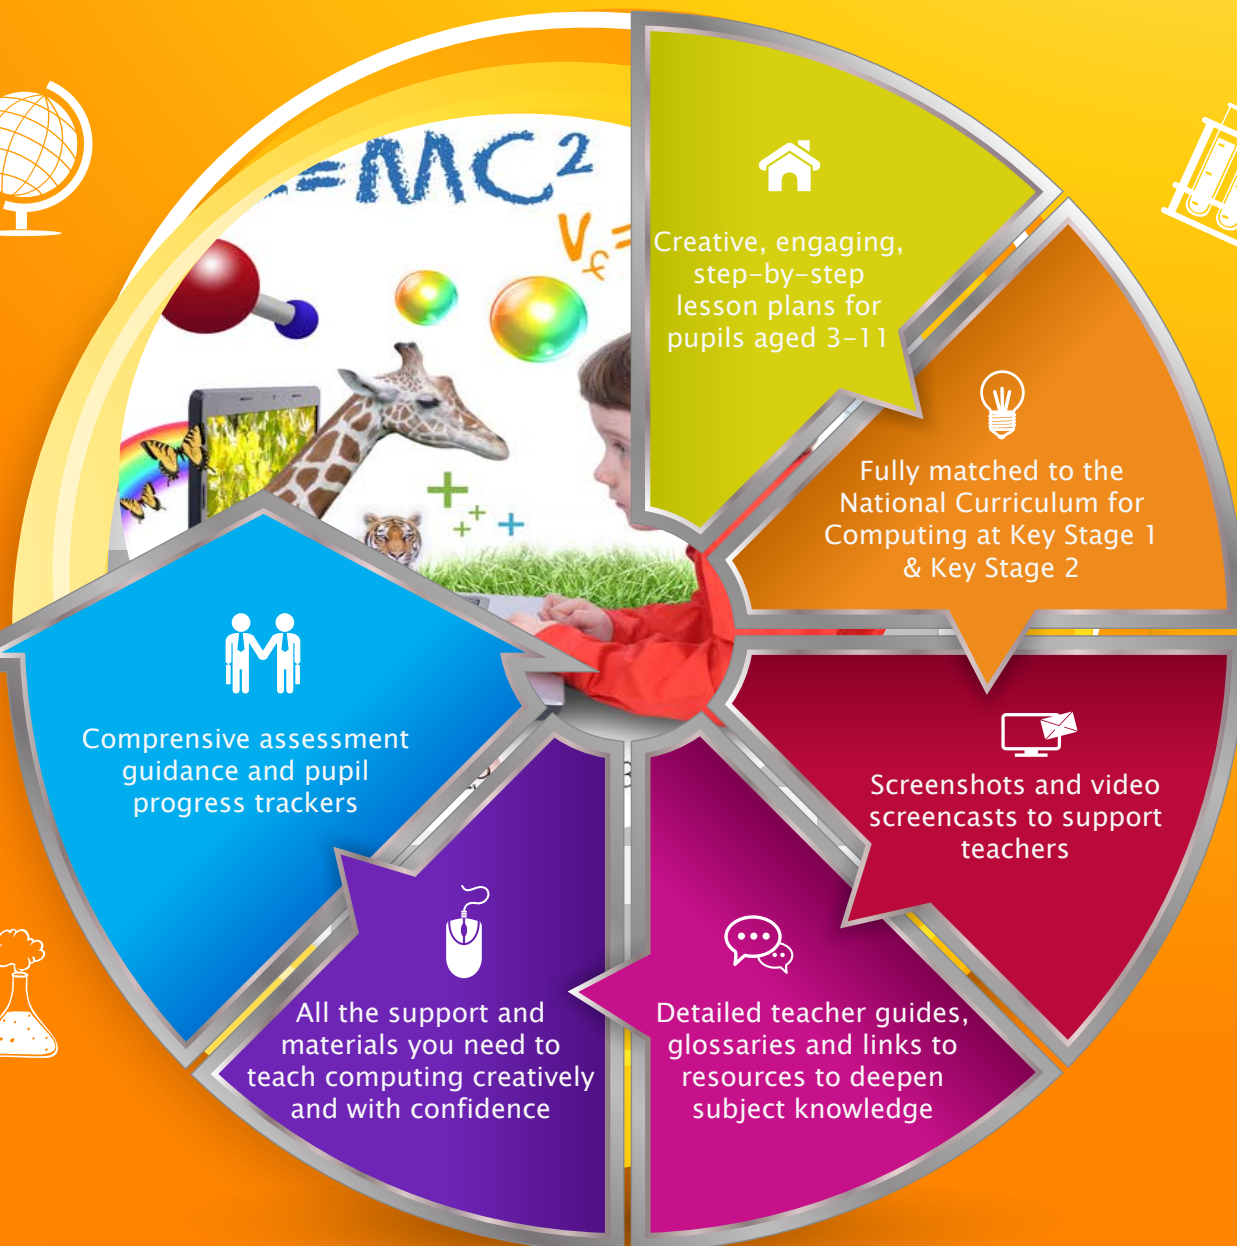 =MC²
V_f =
Creative, engaging,
step-by-step
lesson plans for
pupils aged 3-11
Fully matched to the
National Curriculum for
Computing at Key Stage 1
& Key Stage 2
Screenshots and video
screencasts to support
teachers
Detailed teacher guides,
glossaries and links to
resources to deepen
subject knowledge
All the support and
materials you need to
teach computing creatively
and with confidence
Comprensive assessment
guidance and pupil
progress trackers